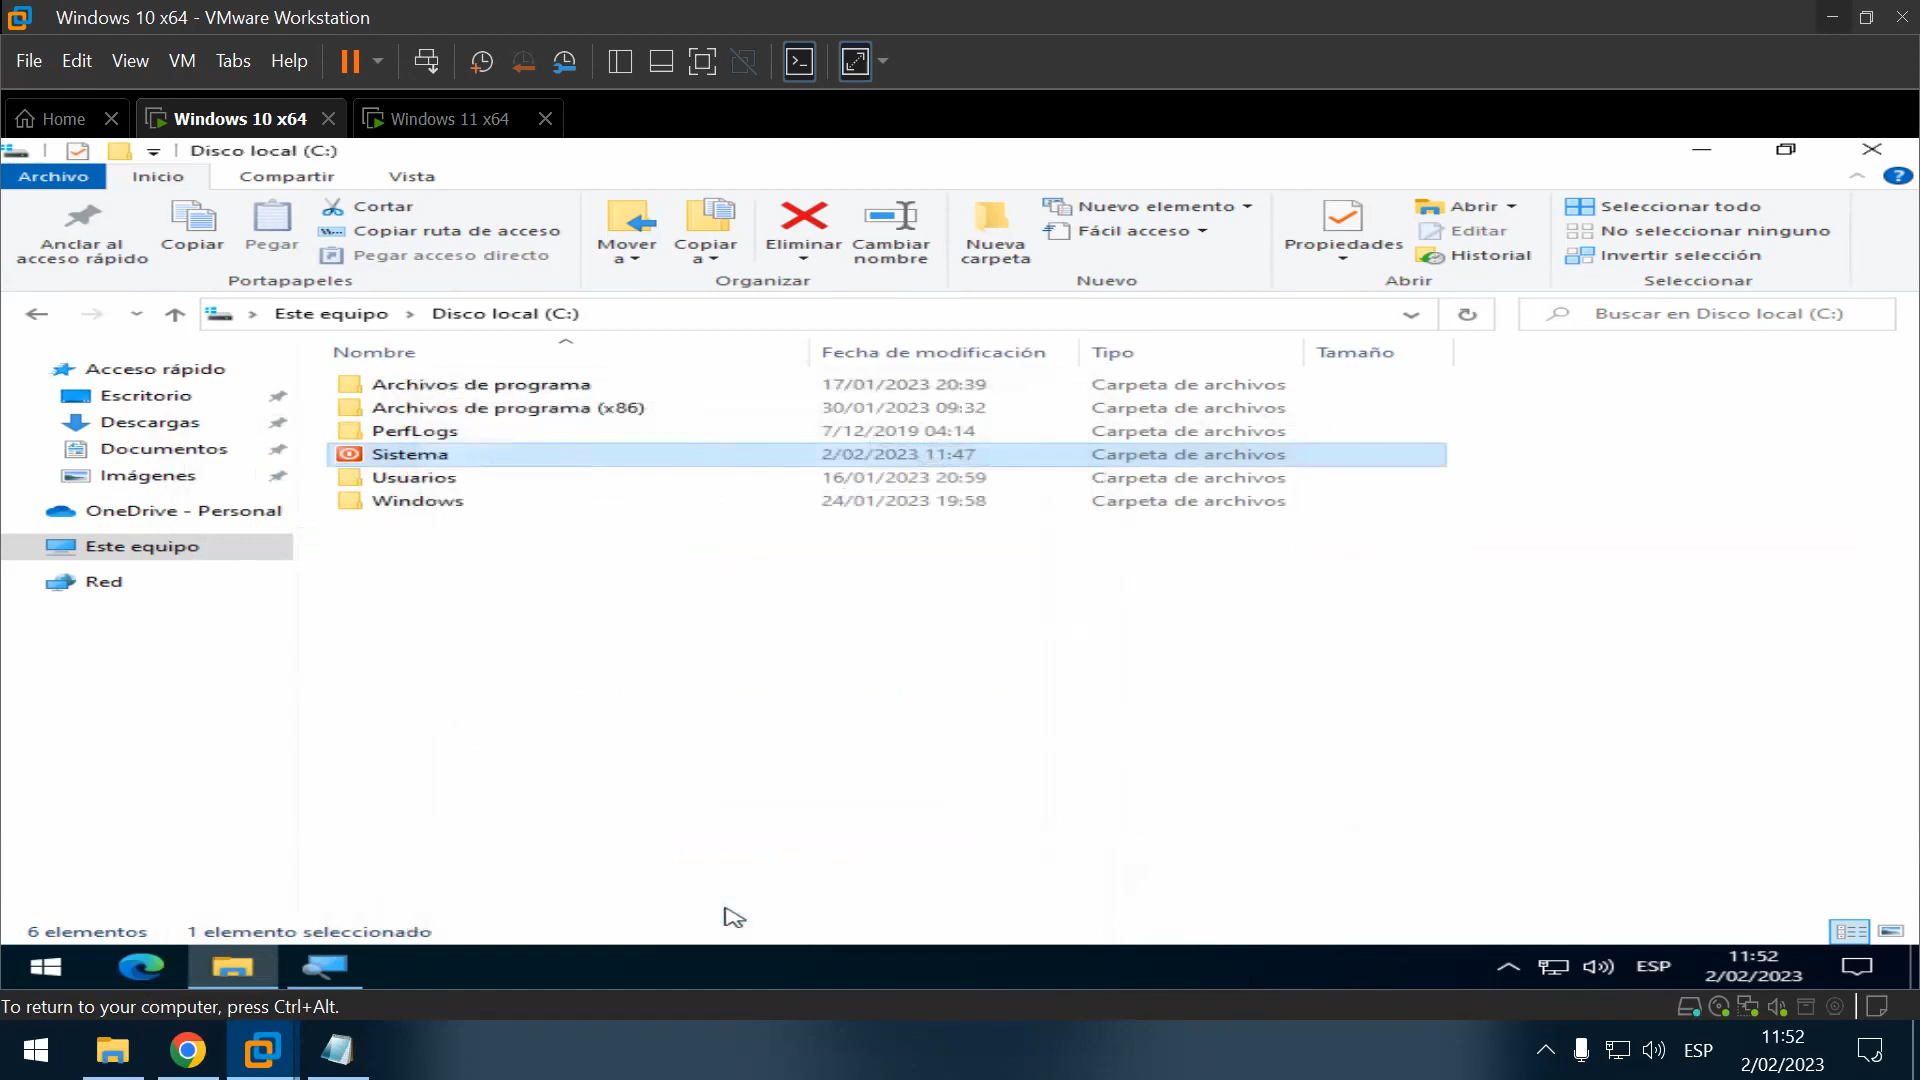 Windows 10 x64 - VMware Workstation
File Edit View VM Tabs Help
Home Windows 10 x64 Windows 11 x64
Disco local (C:)
Archivo Inicio Compartir Vista
Anclar al acceso rápido
Copiar
Pegar
Cortar
Copiar ruta de acceso
Pegar acceso directo
Portapapeles
Mover a
Copiar a
Eliminar
Cambiar nombre
Organizar
Nueva carpeta
Nuevo elemento
Fácil acceso
Nuevo
Propiedades
Abrir
Editar
Historial
Abrir
Seleccionar todo
No seleccionar ninguno
Invertir selección
Seleccionar
Este equipo > Disco local (C:)
Buscar en Disco local (C:)
Acceso rápido
Escritorio
Descargas
Documentos
Imágenes
OneDrive - Personal
Este equipo
Red
Nombre Fecha de modificación Tipo Tamaño
Archivos de programa 17/01/2023 20:39 Carpeta de archivos
Archivos de programa (x86) 30/01/2023 09:32 Carpeta de archivos
PerfLogs 7/12/2019 04:14 Carpeta de archivos
Sistema 2/02/2023 11:47 Carpeta de archivos
Usuarios 16/01/2023 20:59 Carpeta de archivos
Windows 24/01/2023 19:58 Carpeta de archivos
6 elementos 1 elemento seleccionado
ESP
11:52
2/02/2023
To return to your computer, press Ctrl+Alt.
ESP
11:52
2/02/2023